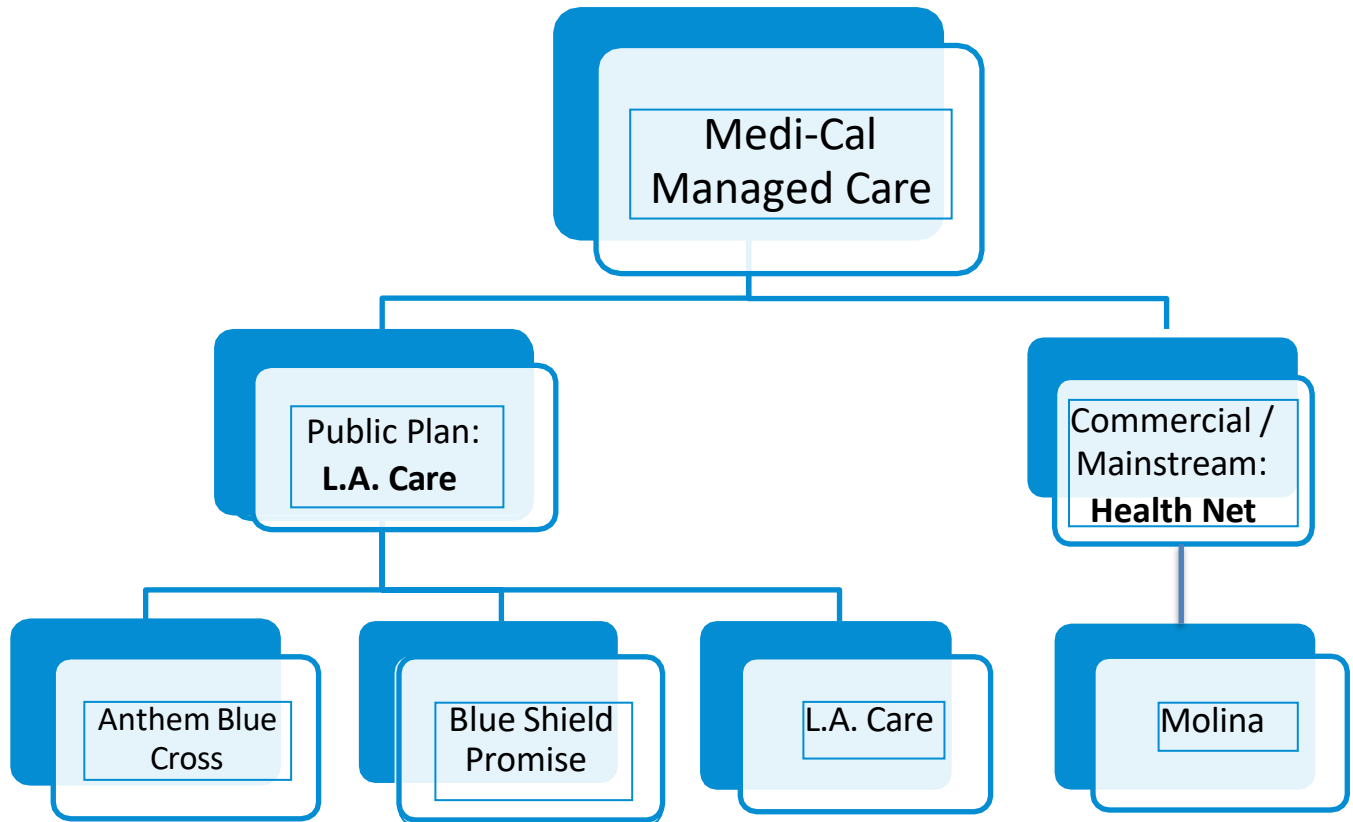 Medi-Cal
Managed Care
Public Plan:
L.A. Care
Commercial /
Mainstream:
Health Net
Anthem Blue
Cross
Blue Shield
Promise
L.A. Care
Molina